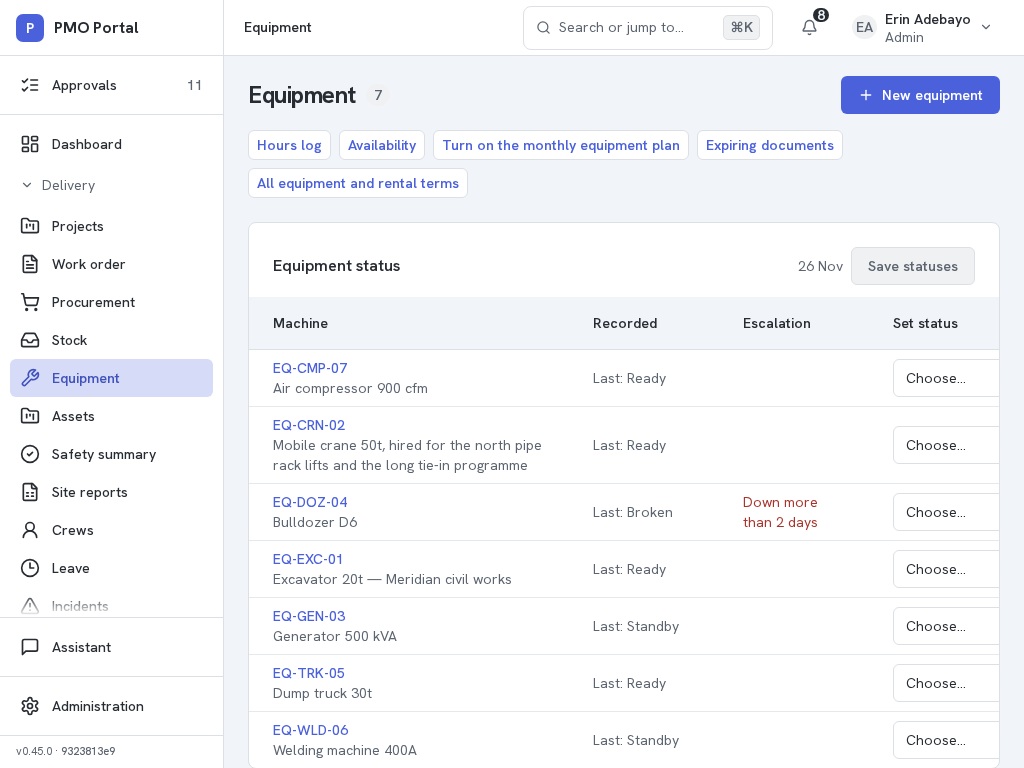 P PMO Portal
Equipment
Search or jump to...
⌘K
8
EA
Erin Adebayo
Admin
Approvals 11
Dashboard
Delivery
Projects
Work order
Procurement
Stock
Equipment
Assets
Safety summary
Site reports
Crews
Leave
Incidents
Assistant
Administration
v0.45.0 · 9323813e9
Equipment 7
New equipment
Hours log
Availability
Turn on the monthly equipment plan
Expiring documents
All equipment and rental terms
Equipment status
26 Nov
Save statuses
Machine Recorded Escalation Set status
EQ-CMP-07
Air compressor 900 cfm
Last: Ready
Choose...
EQ-CRN-02
Mobile crane 50t, hired for the north pipe
rack lifts and the long tie-in programme
Last: Ready
Choose...
EQ-DOZ-04
Bulldozer D6
Last: Broken
Down more
than 2 days
Choose...
EQ-EXC-01
Excavator 20t — Meridian civil works
Last: Ready
Choose...
EQ-GEN-03
Generator 500 kVA
Last: Standby
Choose...
EQ-TRK-05
Dump truck 30t
Last: Ready
Choose...
EQ-WLD-06
Welding machine 400A
Last: Standby
Choose...